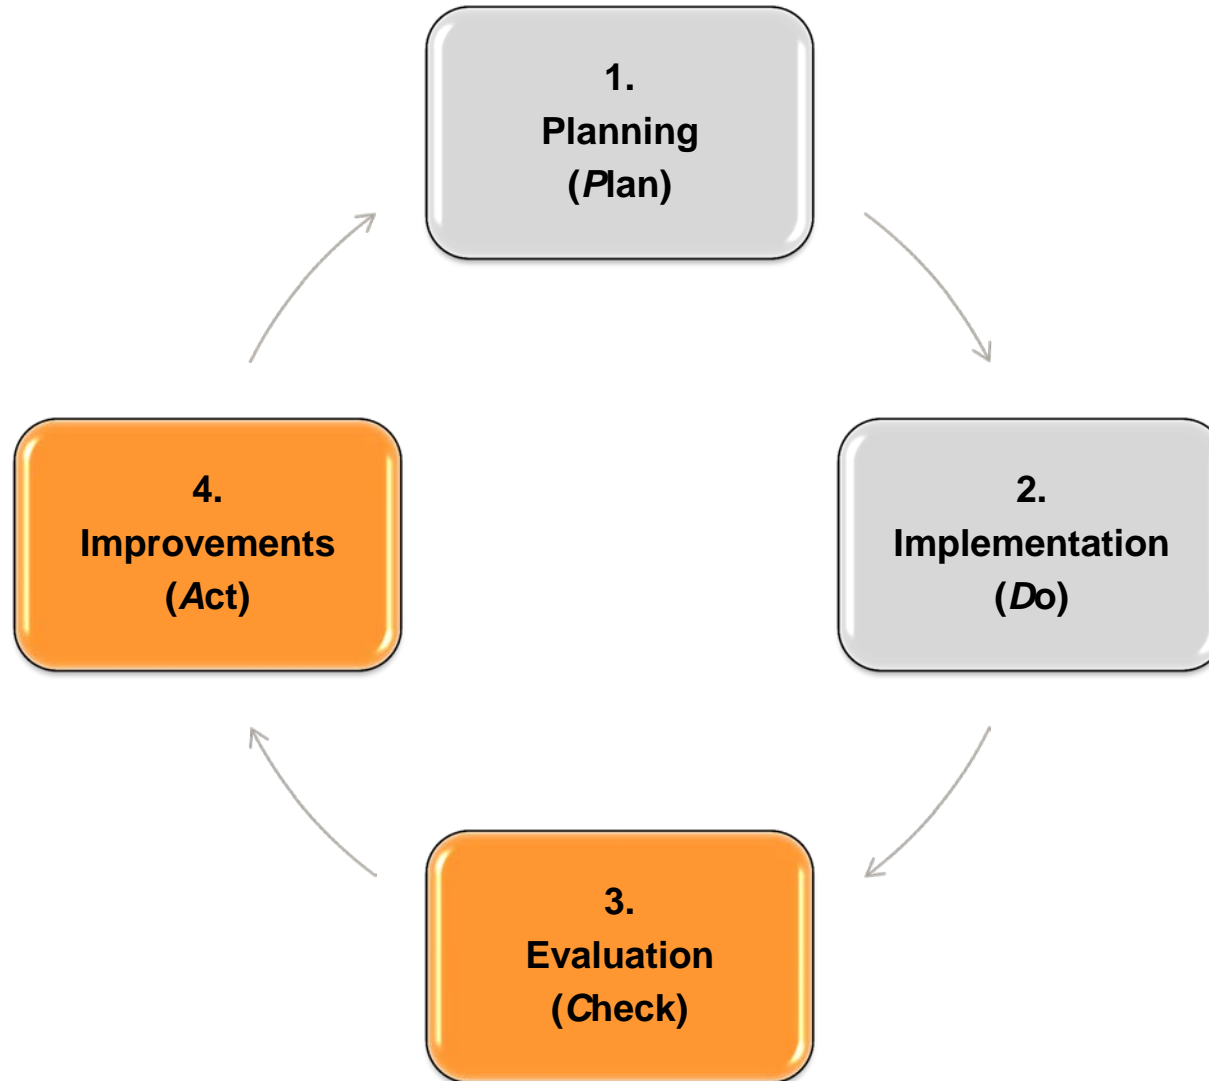 1.
Planning
(Plan)
2.
Implementation
(Do)
3.
Evaluation
(Check)
4.
Improvements
(Act)